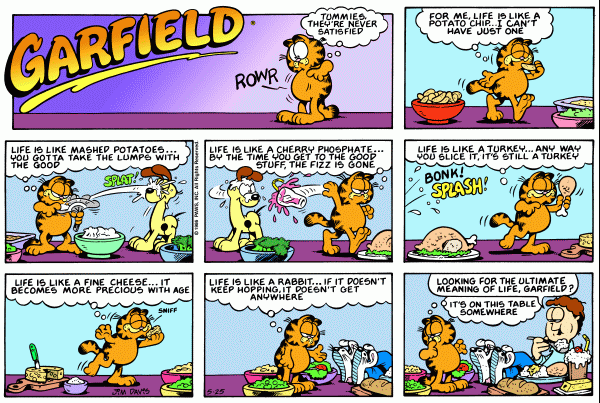 GARFIELD
®
TUMMIES.
THEY'RE NEVER
SATISFIED
ROWR
FOR ME, LIFE IS LIKE A
POTATO CHIP... I CAN'T
HAVE JUST ONE
LIFE IS LIKE MASHED POTATOES...
YOU GOTTA TAKE THE LUMPS WITH
THE GOOD
SPLAT
LIFE IS LIKE A CHERRY PHOSPHATE...
BY THE TIME YOU GET TO THE GOOD
STUFF, THE FIZZ IS GONE
LIFE IS LIKE A TURKEY... ANY WAY
YOU SLICE IT, IT'S STILL A TURKEY
BONK!
SPLASH!
LIFE IS LIKE A FINE CHEESE... IT
BECOMES MORE PRECIOUS WITH AGE
SNIFF
JIM DAVIS
LIFE IS LIKE A RABBIT... IF IT DOESN'T
KEEP HOPPING, IT DOESN'T GET
ANYWHERE
5-25
LOOKING FOR THE ULTIMATE
MEANING OF LIFE, GARFIELD?
IT'S ON THIS TABLE
SOMEWHERE